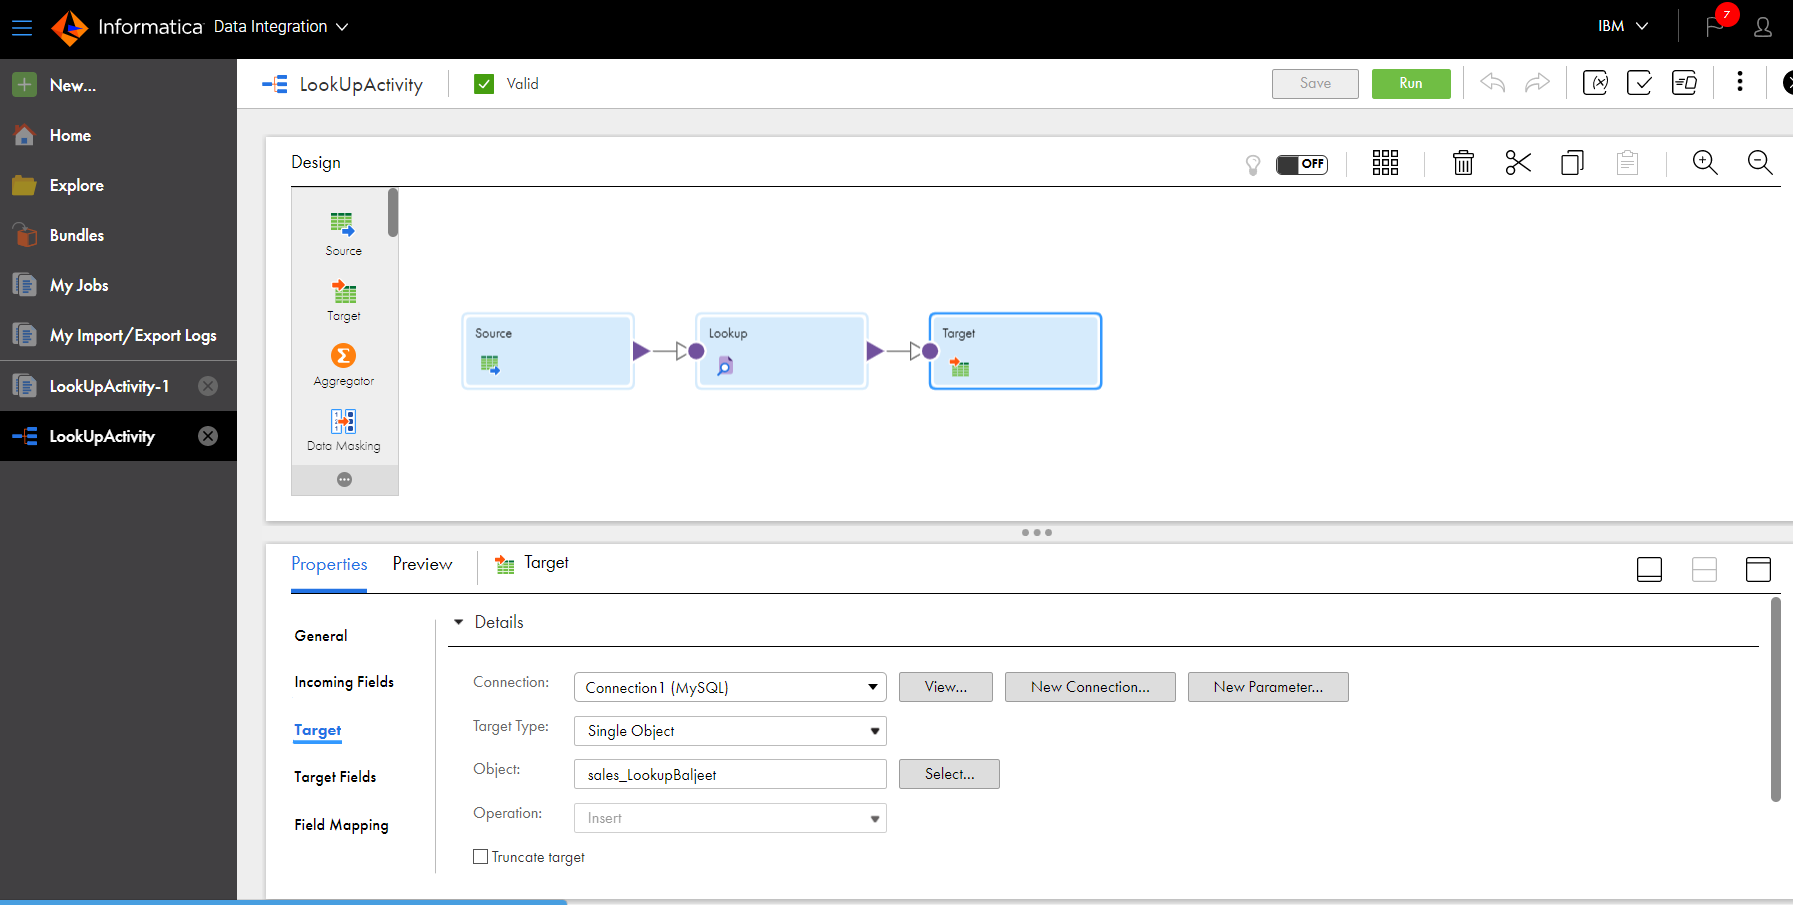 Informatica Data Integration
IBM
7
New...
Home
Explore
Bundles
My Jobs
My Import/Export Logs
LookUpActivity-1
LookUpActivity
LookUpActivity
Valid
Save
Run
Design
OFF
Source
Target
Aggregator
Data Masking
Source
Lookup
Target
Properties
Preview
Target
General
Incoming Fields
Target
Target Fields
Field Mapping
Details
Connection:
Connection1 (MySQL)
View...
New Connection...
New Parameter...
Target Type:
Single Object
Object:
sales_LookupBaljeet
Select...
Operation:
Insert
Truncate target